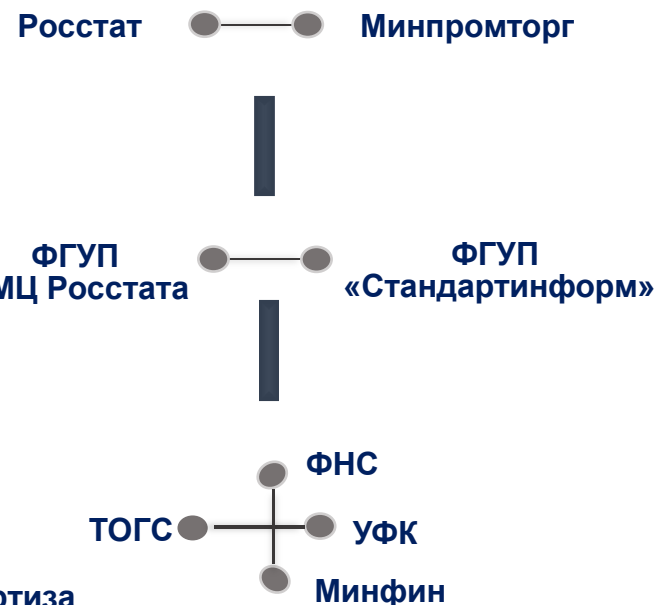 Росстат Минпромторг
ФГУП ФГУП
МЦ Росстата «Стандартинформ»
ФНС
ТОГС УФК
Минфин